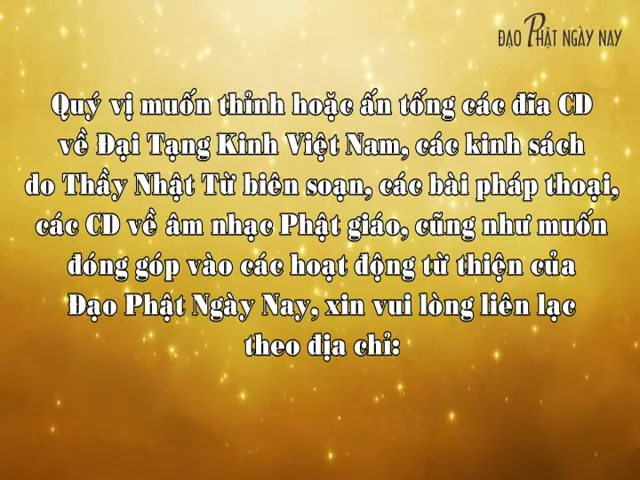 ĐẠO PHẬT NGÀY NAY
Quý vị muốn thỉnh hoặc ấn tống các đĩa CD
về Đại Tạng Kinh Việt Nam, các kinh sách
do Thầy Nhật Từ biên soạn, các bài pháp thoại,
các CD về âm nhạc Phật giáo, cũng như muốn
đóng góp vào các hoạt động từ thiện của
Đạo Phật Ngày Nay, xin vui lòng liên lạc
theo địa chỉ: